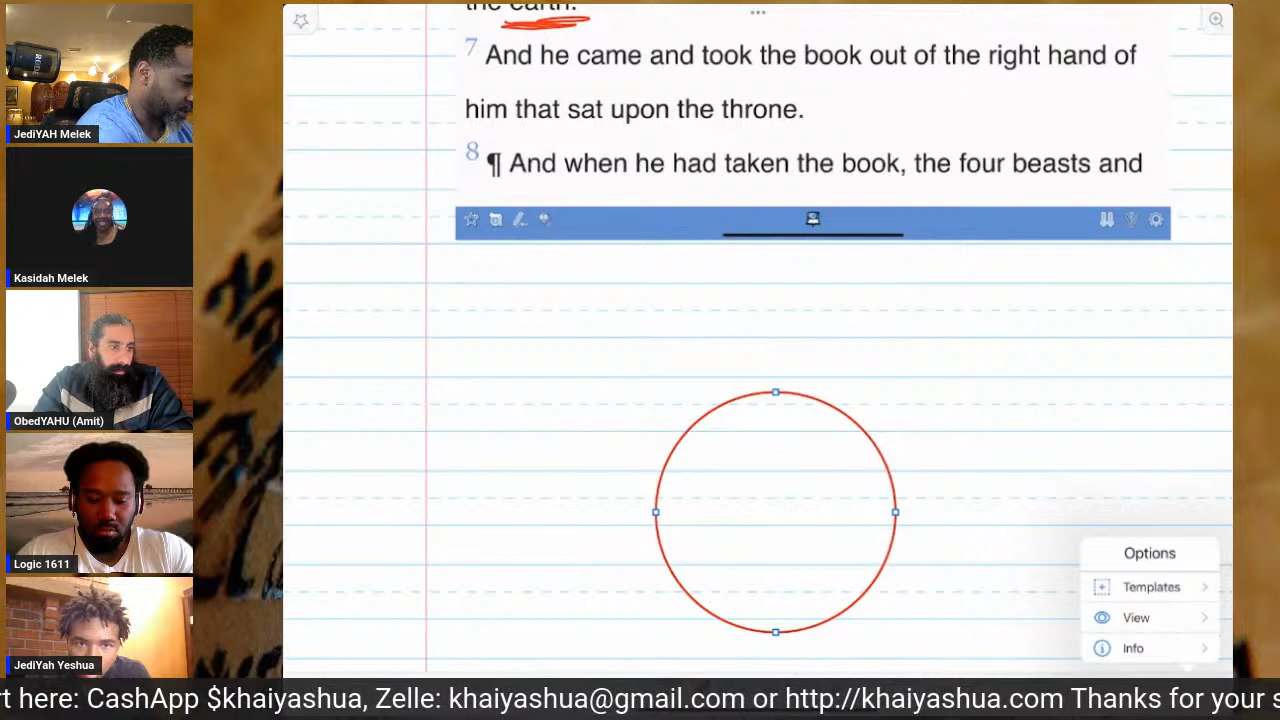 the earth.
7 And he came and took the book out of the right hand of
him that sat upon the throne.
8 ¶ And when he had taken the book, the four beasts and
JediYAH Melek
Kasidah Melek
ObedYAHU (Amit)
Logic 1611
JediYah Yeshua
Options
Templates
View
Info
t here: CashApp $khaiyashua, Zelle: khaiyashua@gmail.com or http://khaiyashua.com Thanks for your s